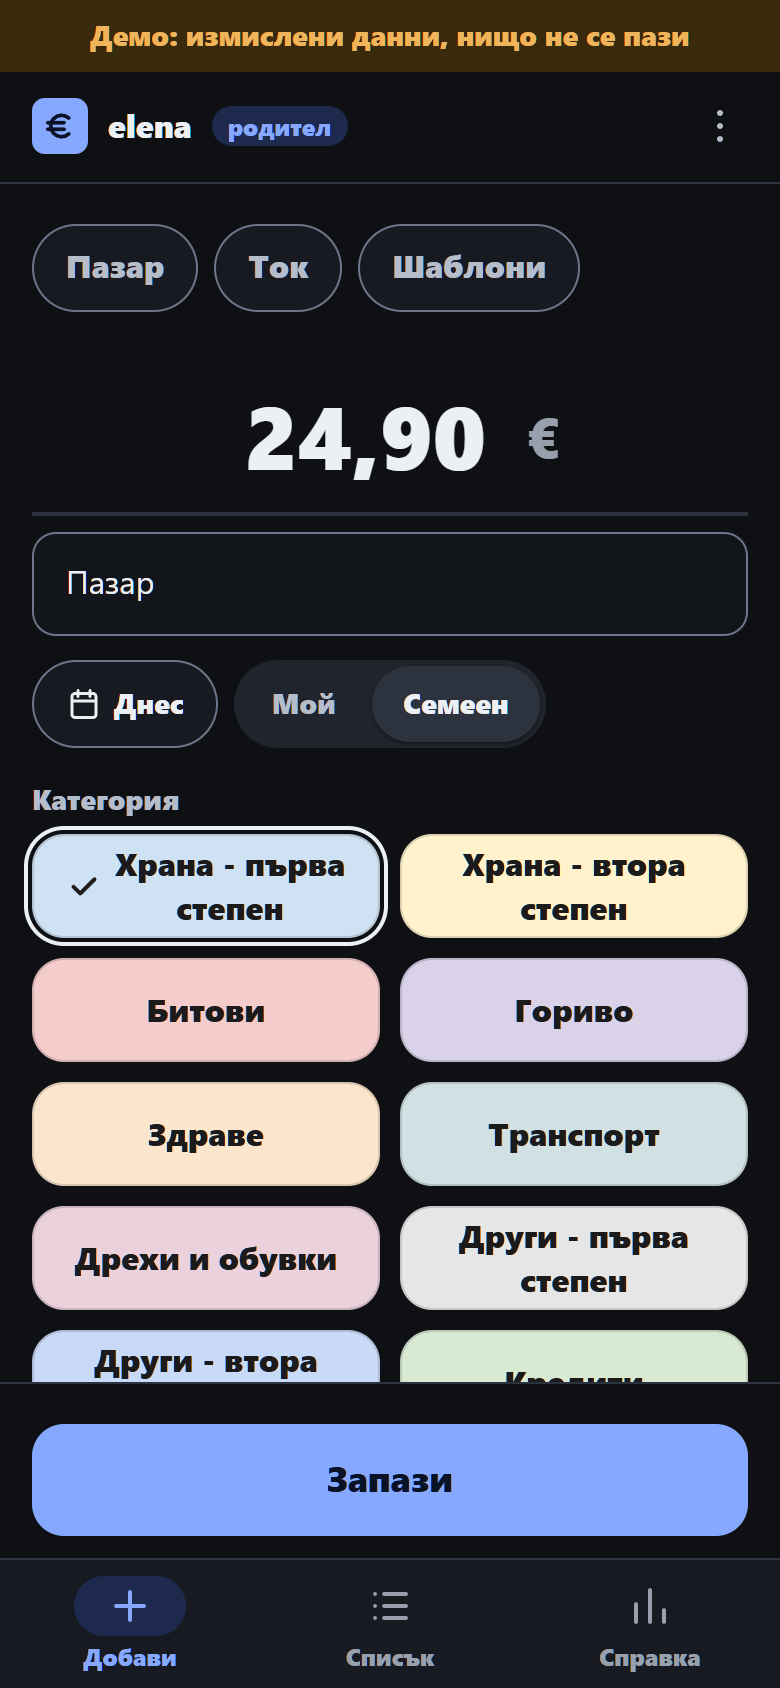 Демо: измислени данни, нищо не се пази
€ elena родител
Пазар Ток Шаблони
24,90 €
Пазар
Днес Мой Семеен
Категория
Храна - първа
степен
Храна - втора
степен
Битови
Гориво
Здраве
Транспорт
Дрехи и обувки
Други - първа
степен
Други - втора
Кредити
Запази
Добави Списък Справка